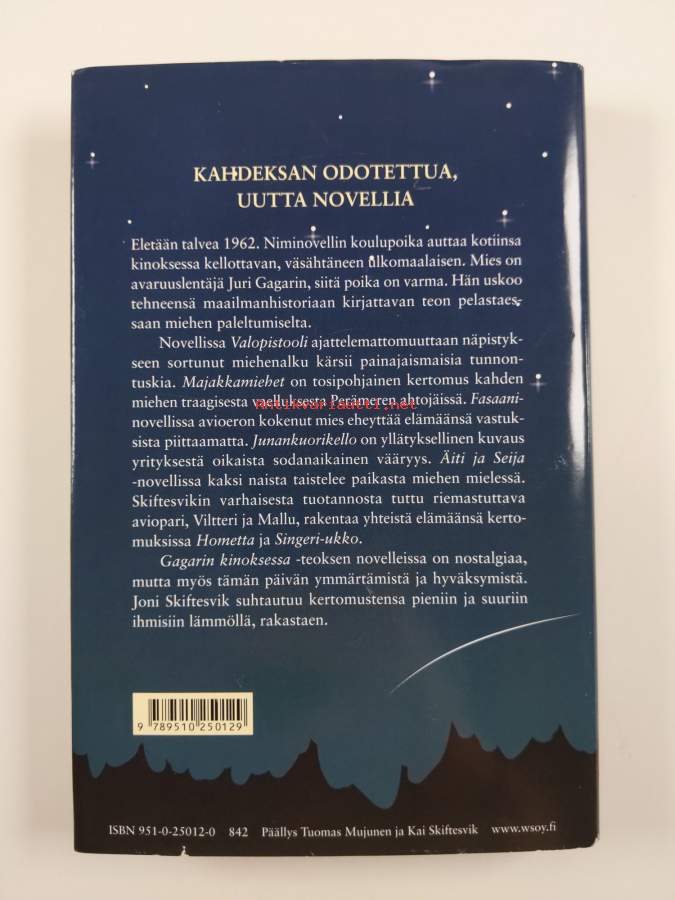 KAHDEKSAN ODOTETTUA,
UUTTA NOVELLIA
Eletään talvea 1962. Niminovellin koulupoika auttaa kotiinsa
kinoksessa kellottavan, väsähtäneen ulkomaalaisen. Mies on
avaruuslentäjä Juri Gagarin, siitä poika on varma. Hän uskoo
tehneensä maailmanhistoriaan kirjattavan teon pelastaes-
saan miehen paleltumiselta.
Novellissa Valopistooli ajattelemattomuuttaan näpistyk-
seen sortunut miehenalku kärsii painajaismaisia tunnon-
tuskia. Majakkamiehet on tosipohjainen kertomus kahden
miehen traagisesta vaelluksesta Perämeren ahtojäissä. Fasaani-
Antikvariaatti.net
novellissa avioeron kokenut mies eheyttää elämäänsä vastuk-
sista piittaamatta. Junankuorikello on yllätyksellinen kuvaus
yrityksestä oikaista sodanaikainen vääryys. Äiti ja Seija
-novellissa kaksi naista taistelee paikasta miehen mielessä.
Skiftesvikin varhaisesta tuotannosta tuttu riemastuttava
aviopari, Viltteri ja Mallu, rakentaa yhteistä elämäänsä kerto-
muksissa Hometta ja Singeri-ukko.
Gagarin kinoksessa -teoksen novelleissa on nostalgiaa,
mutta myös tämän päivän ymmärtämistä ja hyväksymistä.
Joni Skiftesvik suhtautuu kertomustensa pieniin ja suuriin
ihmisiin lämmöllä, rakastaen.
9 789510 250129
ISBN 951-0-25012-0 842 Päällys Tuomas Mujunen ja Kai Skiftesvik www.wsoy.fi